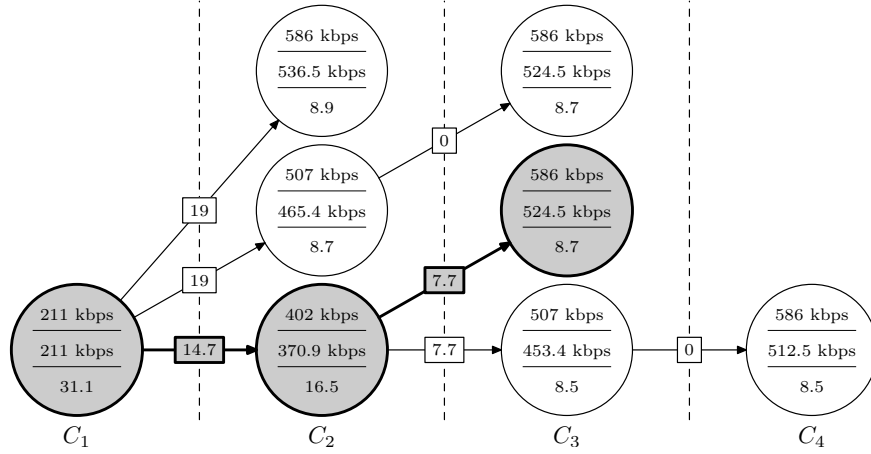 586 kbps
536.5 kbps
8.9
586 kbps
524.5 kbps
8.7
0
507 kbps
465.4 kbps
8.7
586 kbps
524.5 kbps
8.7
19
19
7.7
211 kbps
211 kbps
31.1
14.7
402 kbps
370.9 kbps
16.5
7.7
507 kbps
453.4 kbps
8.5
0
586 kbps
512.5 kbps
8.5
C1
C2
C3
C4